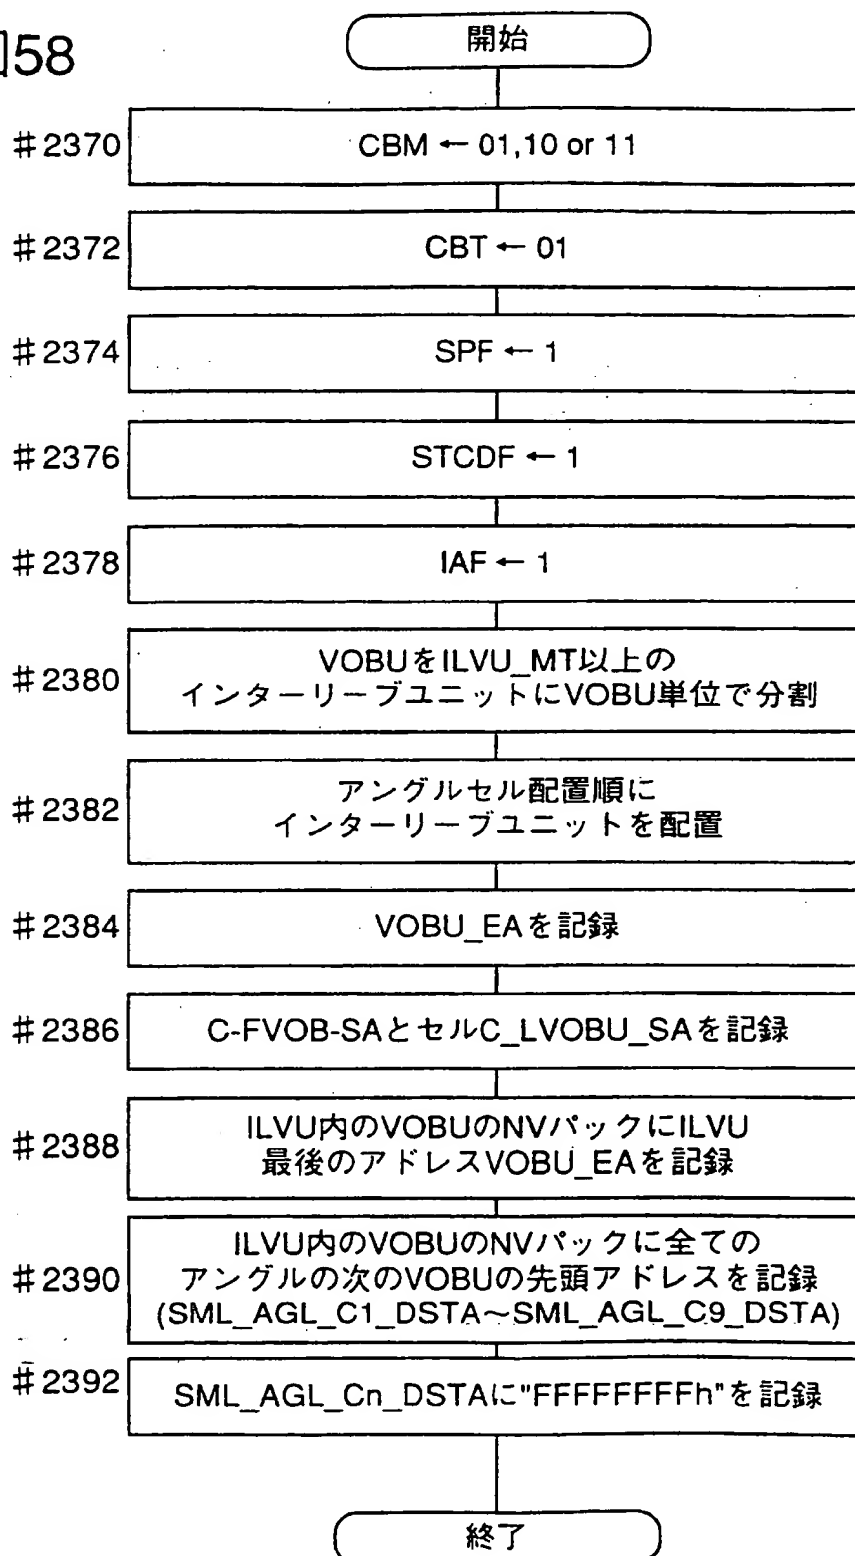 図58
開始
#2370
CBM ← 01,10 or 11
#2372
CBT ← 01
#2374
SPF ← 1
#2376
STCDF ← 1
#2378
IAF ← 1
#2380
VOBUをILVU_MT以上の
インターリーブユニットにVOBU単位で分割
#2382
アングルセル配置順に
インターリーブユニットを配置
#2384
VOBU_EAを記録
#2386
C-FVOB-SAとセルC_LVOBU_SAを記録
#2388
ILVU内のVOBUのNVパックにILVU
最後のアドレスVOBU_EAを記録
#2390
ILVU内のVOBUのNVパックに全ての
アングルの次のVOBUの先頭アドレスを記録
(SML_AGL_C1_DSTA～SML_AGL_C9_DSTA)
#2392
SML_AGL_Cn_DSTAに"FFFFFFFFh"を記録
終了